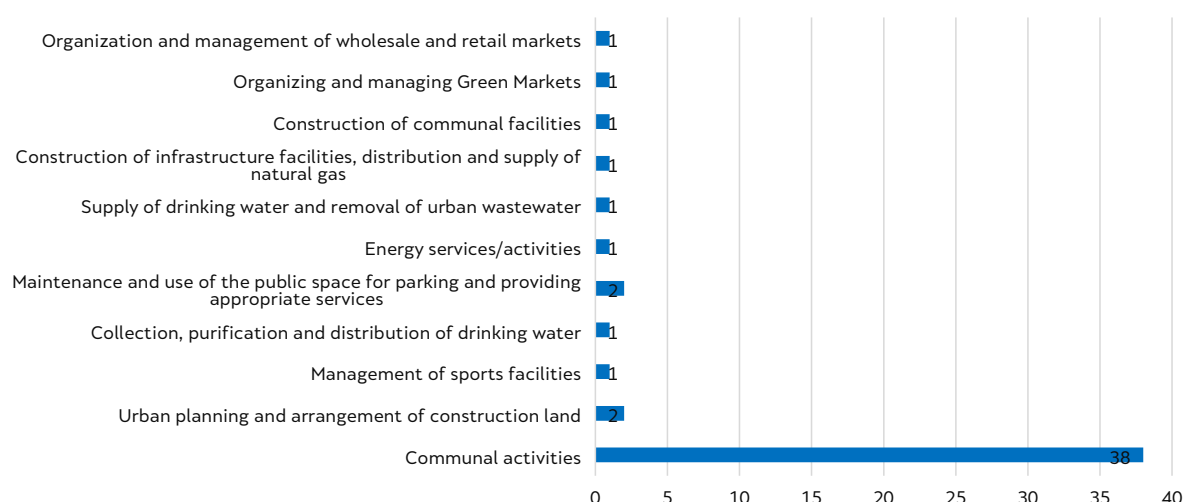 Organization and management of wholesale and retail markets 1
Organizing and managing Green Markets 1
Construction of communal facilities 1
Construction of infrastructure facilities, distribution and supply of
natural gas 1
Supply of drinking water and removal of urban wastewater 1
Energy services/activities 1
Maintenance and use of the public space for parking and providing
appropriate services 2
Collection, purification and distribution of drinking water 1
Management of sports facilities 1
Urban planning and arrangement of construction land 2
Communal activities 38
0 5 10 15 20 25 30 35 40